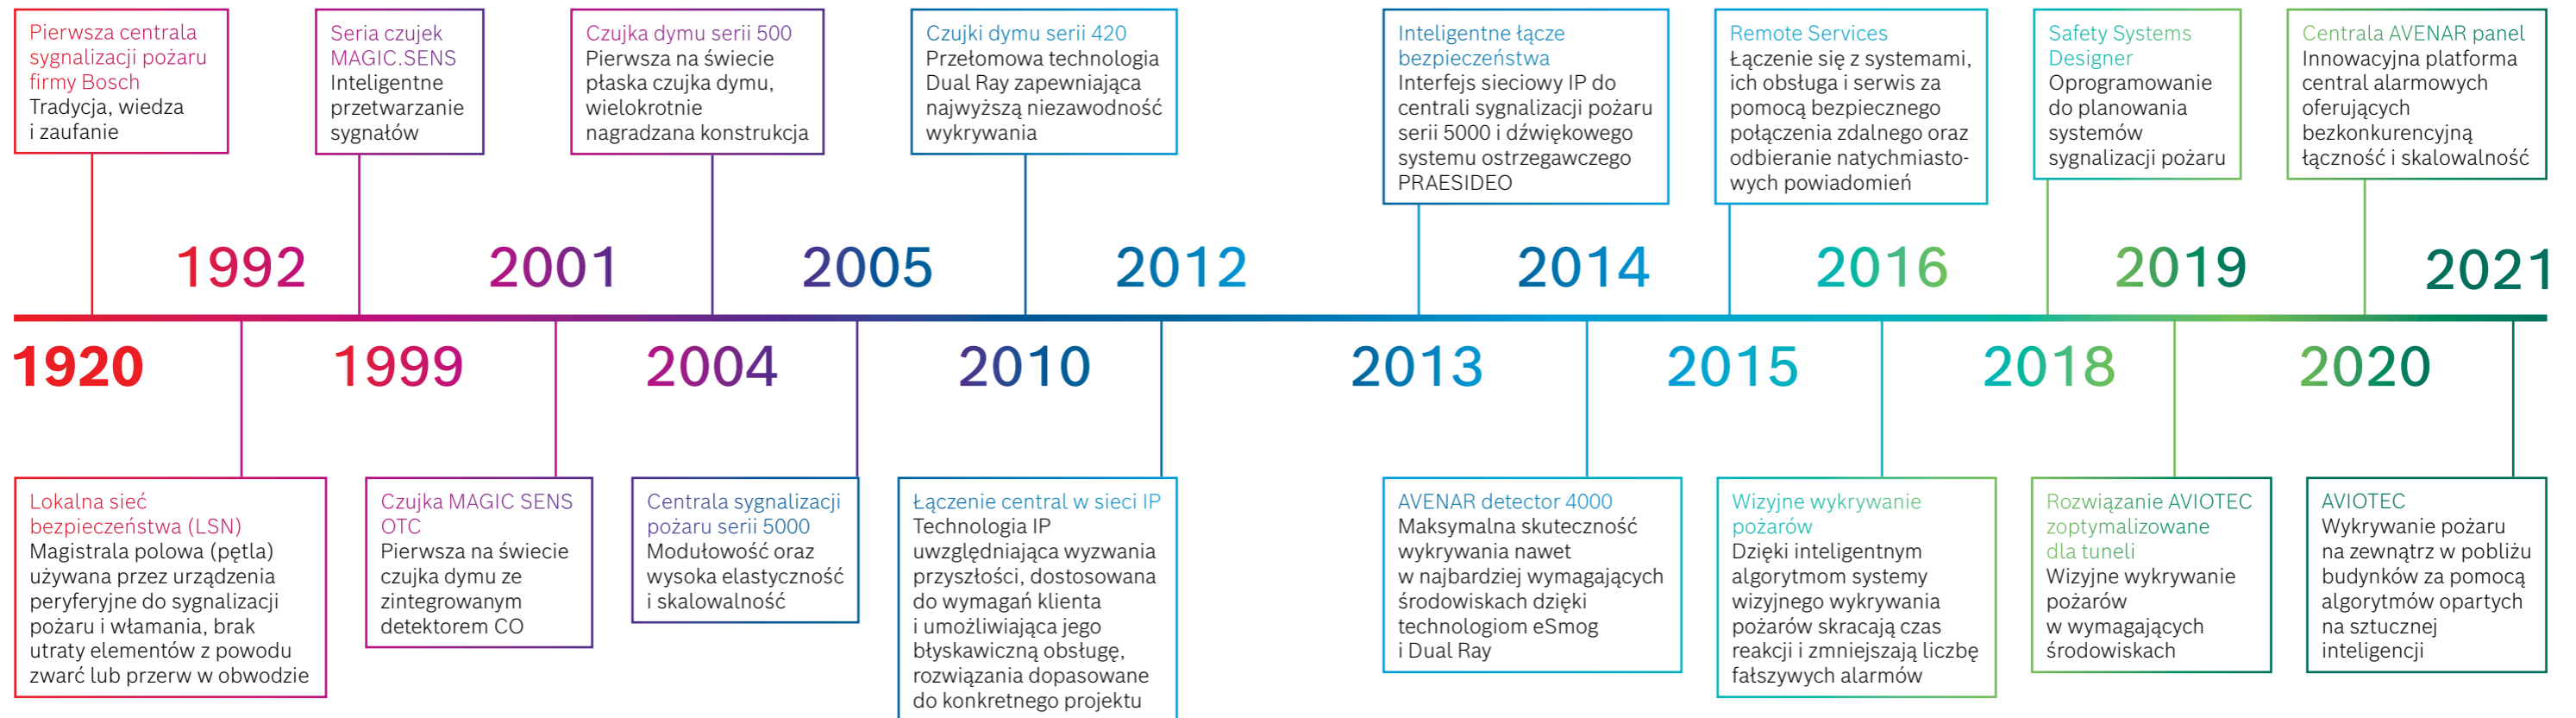 Pierwsza centrala
sygnalizacji pożaru
firmy Bosch
Tradycja, wiedza
i zaufanie
Seria czujek
MAGIC.SENS
Inteligentne
przetwarzanie
sygnałów
Czujka dymu serii 500
Pierwsza na świecie
płaska czujka dymu,
wielokrotnie
nagradzana konstrukcja
Czujki dymu serii 420
Przełomowa technologia
Dual Ray zapewniająca
najwyższą niezawodność
wykrywania
Inteligentne łącze
bezpieczeństwa
Interfejs sieciowy IP do
centrali sygnalizacji pożaru
serii 5000 i dźwiękowego
systemu ostrzegawczego
PRAESIDEO
Remote Services
Łączenie się z systemami,
ich obsługa i serwis za
pomocą bezpiecznego
połączenia zdalnego oraz
odbieranie natychmiasto-
wych powiadomień
Safety Systems
Designer
Oprogramowanie
do planowania
systemów
sygnalizacji pożaru
Centrala AVENAR panel
Innowacyjna platforma
central alarmowych
oferujących
bezkonkurencyjną
łączność i skalowalność
1992
2001
2005
2012
2014
2016
2019
2021
1920
1999
2004
2010
2013
2015
2018
2020
Lokalna sieć
bezpieczeństwa (LSN)
Magistrala polowa (pętla)
używana przez urządzenia
peryferyjne do sygnalizacji
pożaru i włamania, brak
utraty elementów z powodu
zwarć lub przerw w obwodzie
Czujka MAGIC SENS
OTC
Pierwsza na świecie
czujka dymu ze
zintegrowanym
detektorem CO
Centrala sygnalizacji
pożaru serii 5000
Modułowość oraz
wysoka elastyczność
i skalowalność
Łączenie central w sieci IP
Technologia IP
uwzględniająca wyzwania
przyszłości, dostosowana
do wymagań klienta
i umożliwiająca jego
błyskawiczną obsługę,
rozwiązania dopasowane
do konkretnego projektu
AVENAR detector 4000
Maksymalna skuteczność
wykrywania nawet
w najbardziej wymagających
środowiskach dzięki
technologiom eSmog
i Dual Ray
Wizyjne wykrywanie
pożarów
Dzięki inteligentnym
algorytmom systemy
wizyjnego wykrywania
pożarów skracają czas
reakcji i zmniejszają liczbę
fałszywych alarmów
Rozwiązanie AVIOTEC
zoptymalizowane
dla tuneli
Wizyjne wykrywanie
pożarów
w wymagających
środowiskach
AVIOTEC
Wykrywanie pożaru
na zewnątrz w pobliżu
budynków za pomocą
algorytmów opartych
na sztucznej
inteligencji